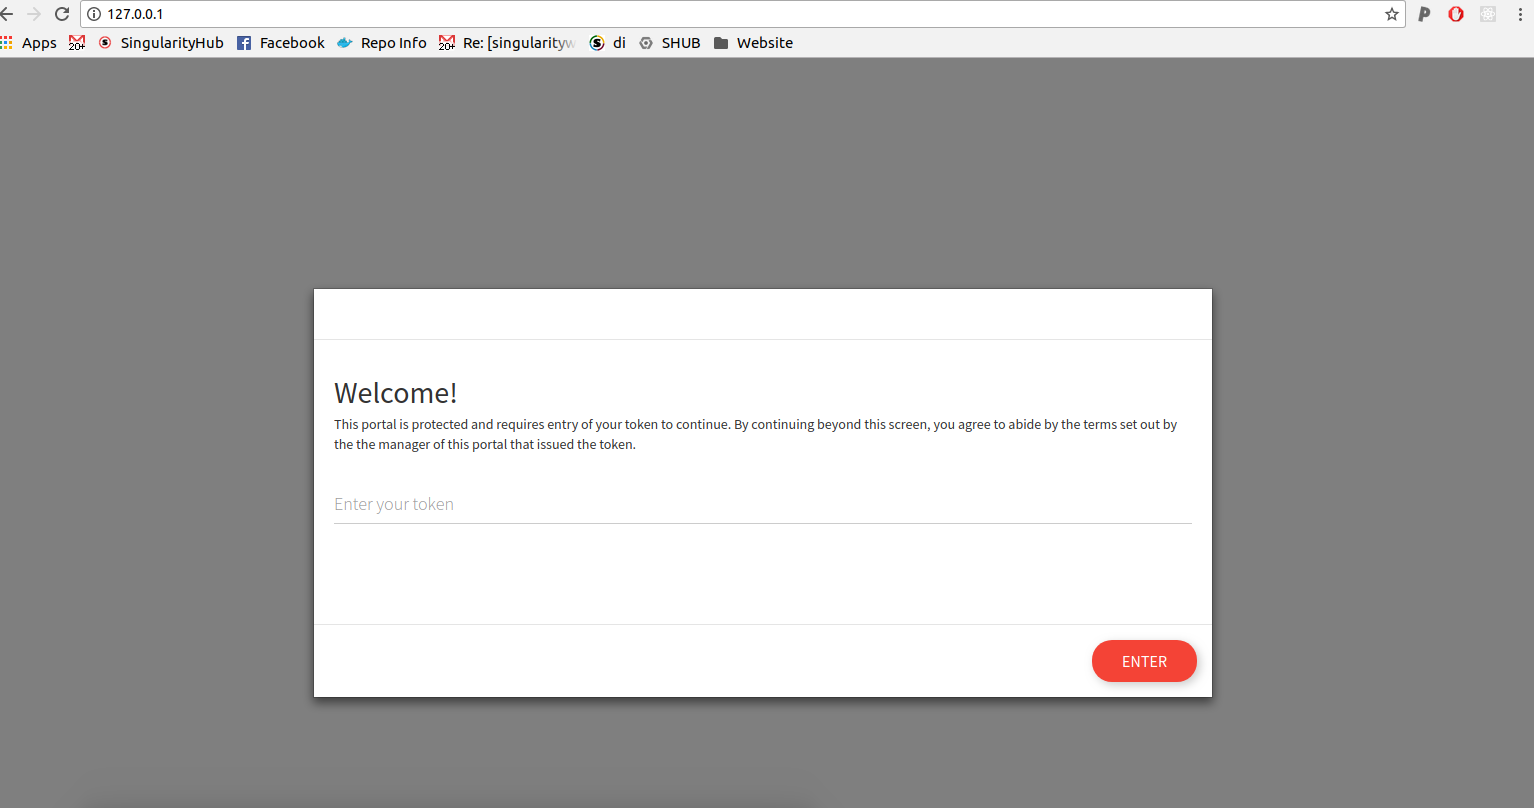 127.0.0.1
Apps 20+ SingularityHub Facebook Repo Info 20+ Re: [singularityw di SHUB Website
Welcome!
This portal is protected and requires entry of your token to continue. By continuing beyond this screen, you agree to abide by the terms set out by
the the manager of this portal that issued the token.
Enter your token
ENTER